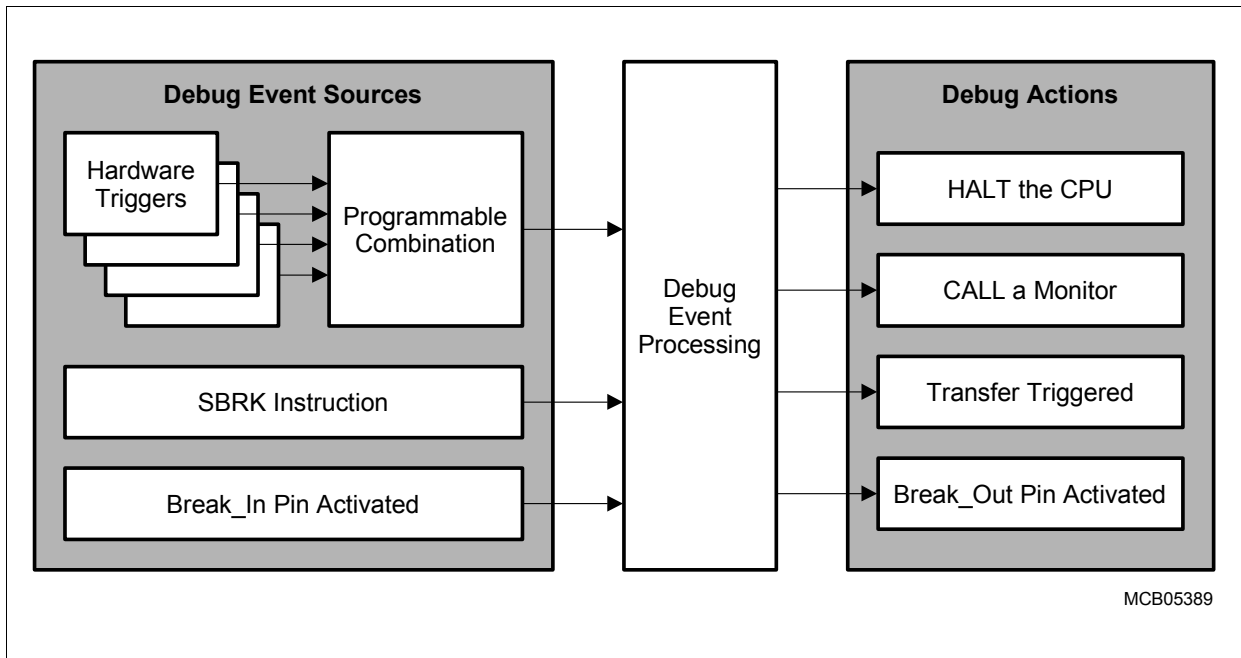 Debug Event Sources
Hardware
Triggers
Programmable
Combination
SBRK Instruction
Break_In Pin Activated
Debug
Event
Processing
Debug Actions
HALT the CPU
CALL a Monitor
Transfer Triggered
Break_Out Pin Activated
MCB05389